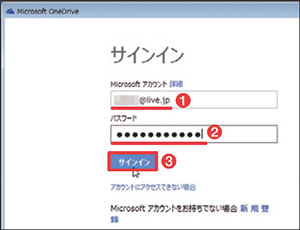 Microsoft OneDrive
サインイン
Microsoft アカウント 詳細
@live.jp ❶
パスワード
●●●●●●●●●●● ❷
サインイン ❸
アカウントにアクセスできない場合
Microsoft アカウントをお持ちでない場合 新規登
録